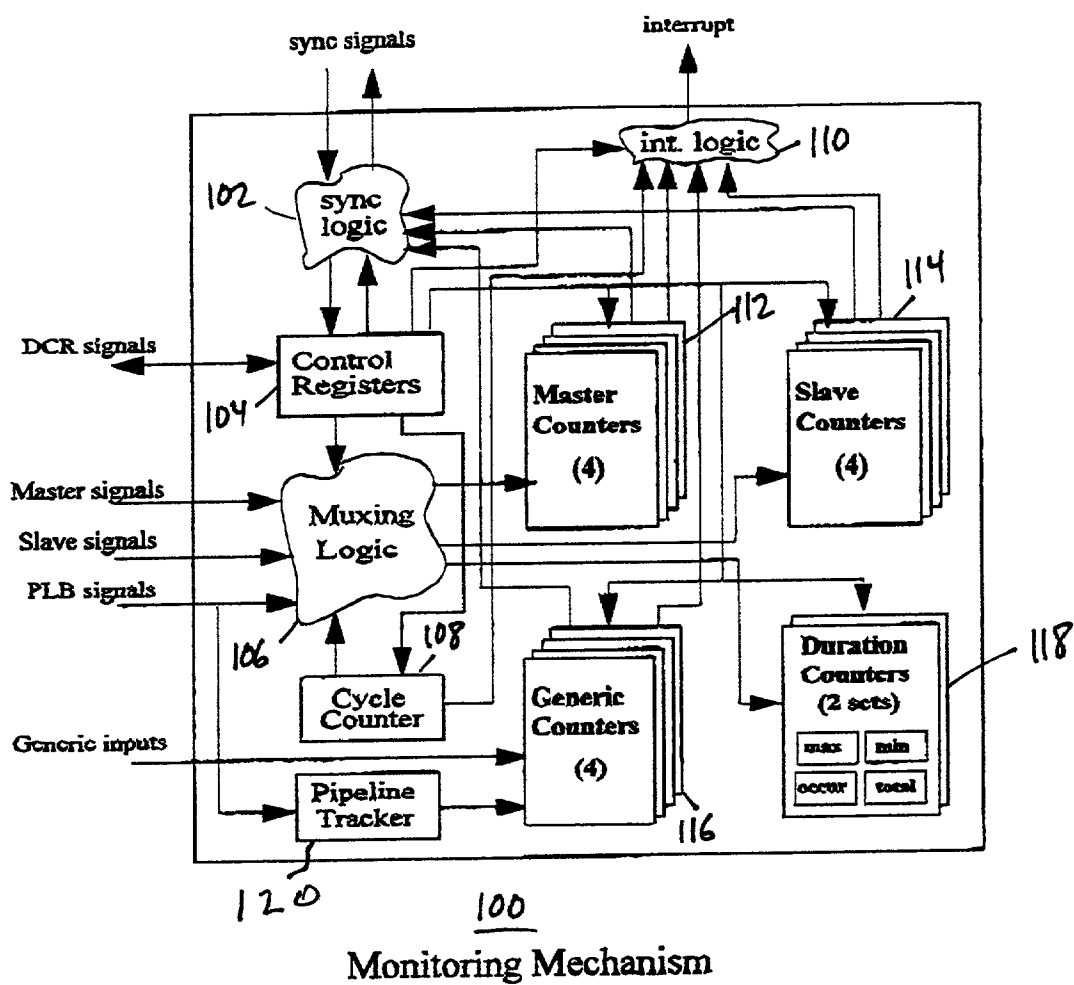 sync signals
interrupt
int. logic
110
102
sync
logic
114
112
DCR signals
Control
Registers
104
Master
Counters
(4)
Slave
Counters
(4)
Master signals
Muxing
Logic
Slave signals
PLB signals
106
108
Cycle
Counter
Generic
Counters
(4)
Duration
Counters
(2 sets)
max
min
occur
total
118
Generic inputs
Pipeline
Tracker
116
120
100
Monitoring Mechanism